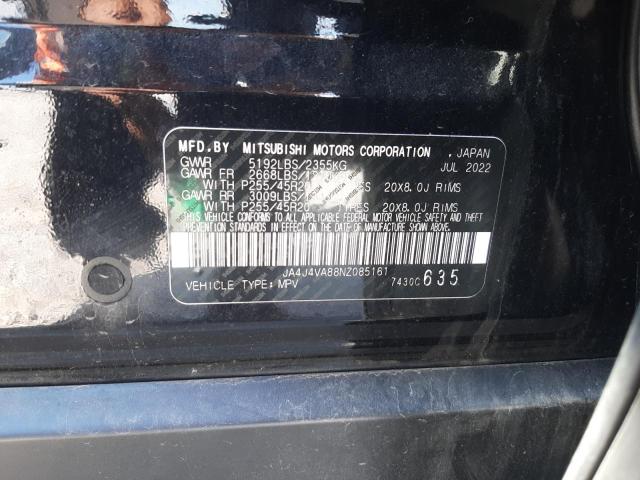 MFD.BY MITSUBISHI MOTORS CORPORATION , JAPAN
GVWR 5192LBS/2355KG JUL 2022
GAWR FR 2668LBS
WITH P255/45R20 TYRES 20X8.0J RIMS
GAWR RR 3009LBS
WITH P255/45R20 TYRES 20X8.0J RIMS
THIS VEHICLE CONFORMS TO ALL APPLICABLE FEDERAL MOTOR VEHICLE SAFETY AND THEFT
PREVENTION STANDARDS IN EFFECT ON THE DATE OF MANUFACTURE SHOWN ABOVE.
JA4J4VA88NZ085161
VEHICLE TYPE:MPV 7430C 635